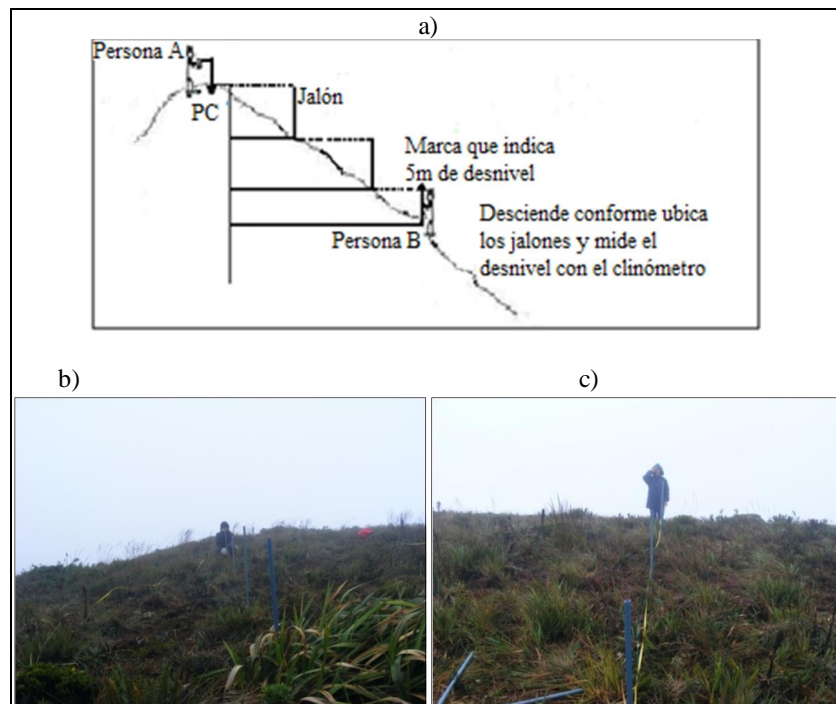 a)
Persona A
PC
Jalón
Marca que indica
5m de desnivel
Persona B
Desciende conforme ubica
los jalones y mide el
desnivel con el clinómetro
b)
c)